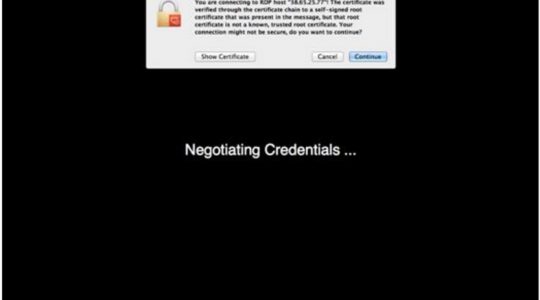 You are connecting to RDP host "38.65.25.77"! The certificate was
verified through the certificate chain to a self-signed root
certificate that was present in the message, but that root
certificate is not a known, trusted root certificate. Your
connection might not be secure, do you want to continue?
Show Certificate
Cancel
Continue
Negotiating Credentials ...